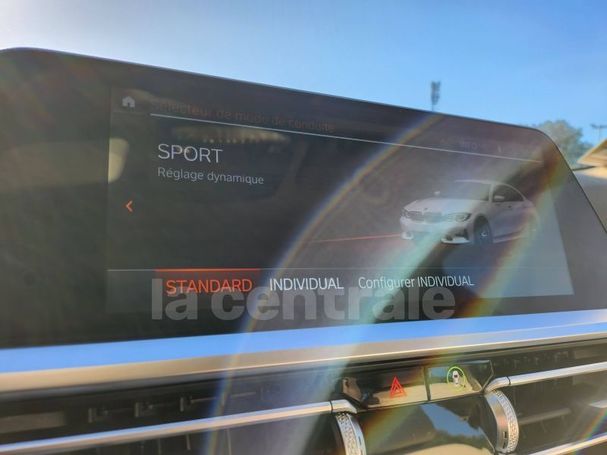 Sélecteur de mode de conduite
SPORT
Réglage dynamique
STANDARD INDIVIDUAL Configurer INDIVIDUAL
la centrale